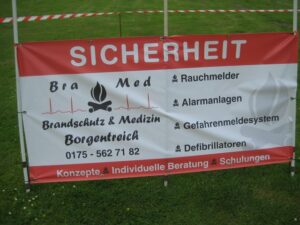 SICHERHEIT
Bra Med
Brandschutz & Medizin
Borgentreich
0175 - 562 71 82
Rauchmelder
Alarmanlagen
Gefahrenmeldesystem
Defibrillatoren
Konzepte Individuelle Beratung Schulungen